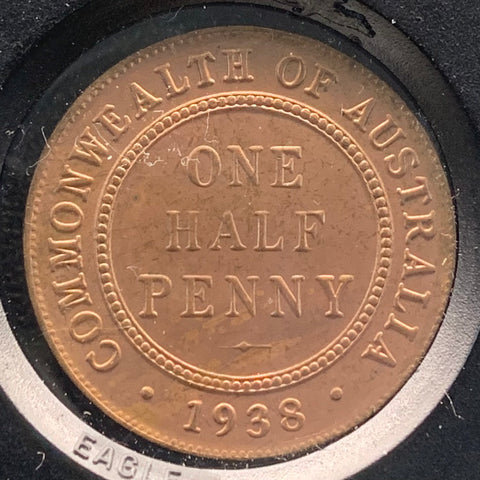 COMMONWEALTH OF AUSTRALIA
ONE
HALF
PENNY
· 1938 ·
EAGLE